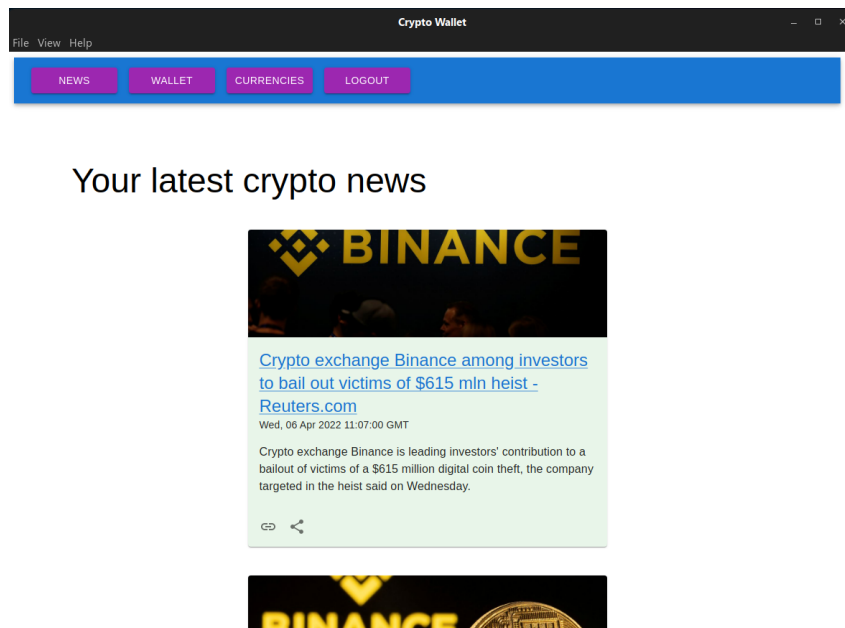 Crypto Wallet
File View Help
NEWS WALLET CURRENCIES LOGOUT
Your latest crypto news
BINANCE
Crypto exchange Binance among investors
to bail out victims of $615 mln heist -
Reuters.com
Wed, 06 Apr 2022 11:07:00 GMT
Crypto exchange Binance is leading investors' contribution to a
bailout of victims of a $615 million digital coin theft, the company
targeted in the heist said on Wednesday.
BINANCE